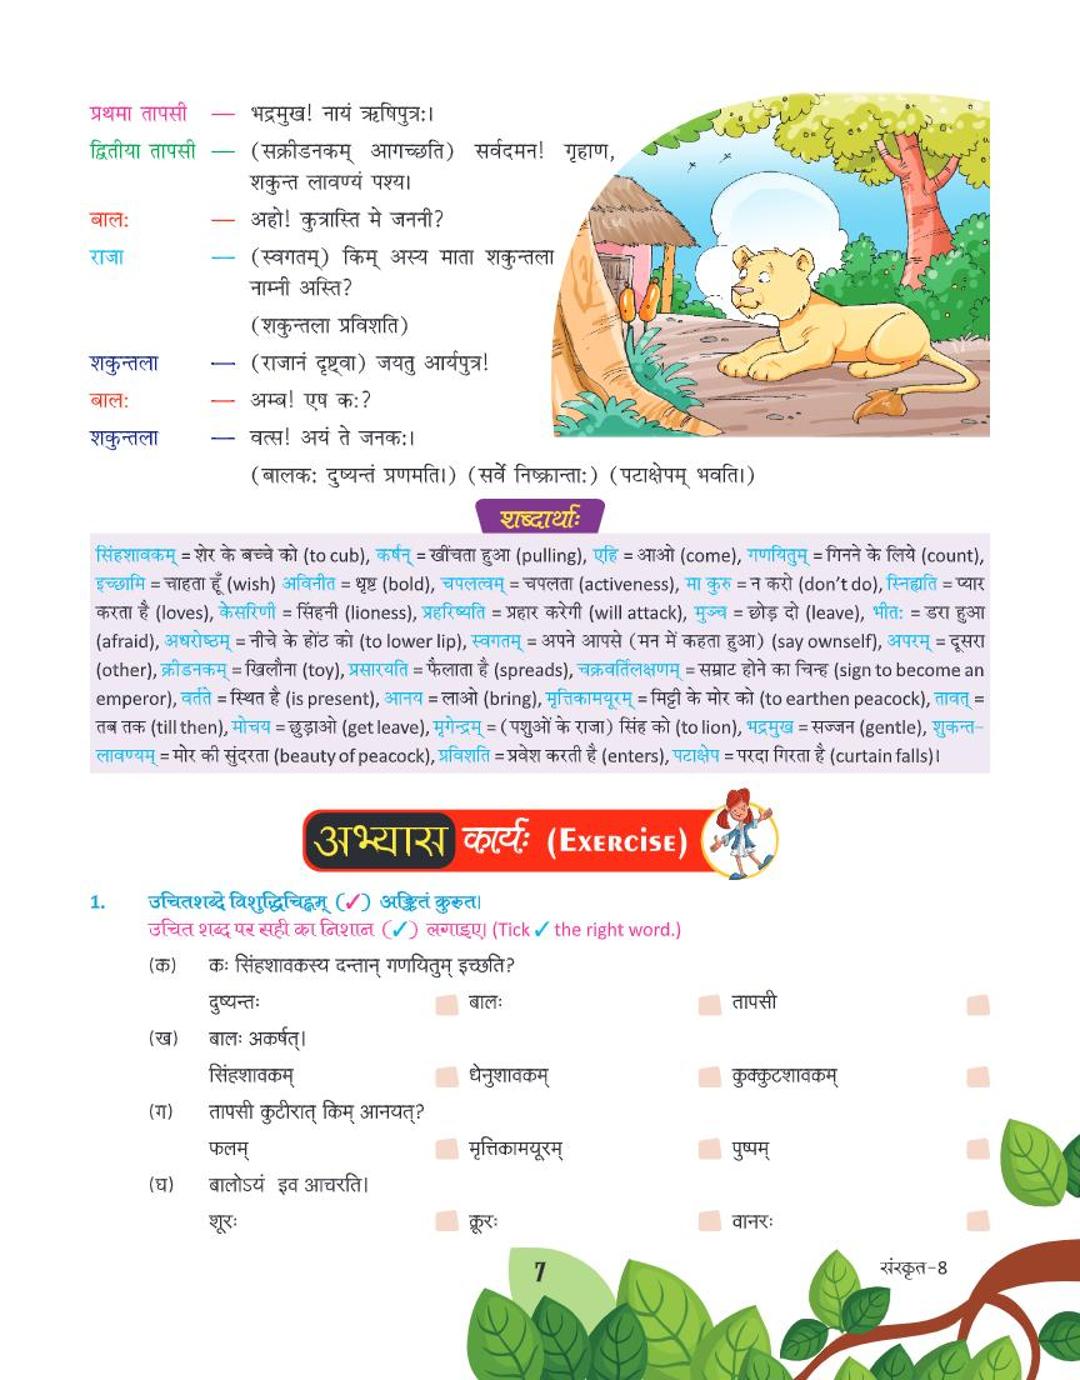 प्रथमा तापसी — भद्रमुख! नायं ऋषिपुत्र:।
द्वितीया तापसी — (सक्रीडनकम् आगच्छति) सर्वदमन! गृहाण,
शकुन्त लावण्यं पश्य।
बाल: — अहो! कुत्रास्ति मे जननी?
राजा — (स्वगतम्) किम् अस्य माता शकुन्तला
नाम्नी अस्ति?
(शकुन्तला प्रविशति)
शकुन्तला — (राजानं दृष्ट्वा) जयतु आर्यपुत्र!
बाल: — अम्ब! एष क:?
शकुन्तला — वत्स! अयं ते जनक:।
(बालक: दुष्यन्तं प्रणमति।) (सर्वे निष्क्रान्ता:) (पटाक्षेपम् भवति।)
शब्दार्थाः
सिंहशावकम् = शेर के बच्चे को (to cub), कर्षन् = खींचता हुआ (pulling), एहि = आओ (come), गणयितुम् = गिनने के लिये (count),
इच्छामि = चाहता हूँ (wish) अविनीत = धृष्ट (bold), चपलत्वम् = चपलता (activeness), मा कुरु = न करो (don't do), स्निह्यति = प्यार
करता है (loves), केसरिणी = सिंहनी (lioness), प्रहरिष्यति = प्रहार करेगी (will attack), मुञ्च = छोड़ दो (leave), भीत: = डरा हुआ
(afraid), अधरोष्ठम् = नीचे के होंठ को (to lower lip), स्वगतम् = अपने आपसे (मन में कहता हुआ) (say ownself), अपरम् = दूसरा
(other), क्रीडनकम् = खिलौना (toy), प्रसारयति = फैलाता है (spreads), चक्रवर्तिलक्षणम् = सम्राट होने का चिन्ह (sign to become an
emperor), वर्तते = स्थित है (is present), आनय = लाओ (bring), मृत्तिकामयूरम् = मिट्टी के मोर को (to earthen peacock), तावत् =
तब तक (till then), मोचय = छुड़ाओ (get leave), मृगेन्द्रम् = (पशुओं के राजा) सिंह को (to lion), भद्रमुख = सज्जन (gentle), शुकन्त-
लावण्यम् = मोर की सुंदरता (beauty of peacock), प्रविशति = प्रवेश करती है (enters), पटाक्षेप = परदा गिरता है (curtain falls)।
अभ्यास कार्यः (EXERCISE)
1. उचितशब्दे विशुद्धिचिह्नम् (✓) अङ्कितं कुरुत।
उचित शब्द पर सही का निशान (✓) लगाइए। (Tick ✓ the right word.)
(क) कः सिंहशावकस्य दन्तान् गणयितुम् इच्छति?
दुष्यन्तः बालः तापसी
(ख) बालः अकर्षत्।
सिंहशावकम् धेनुशावकम् कुक्कुटशावकम्
(ग) तापसी कुटीरात् किम् आनयत्?
फलम् मृत्तिकामयूरम् पुष्पम्
(घ) बालोऽयं इव आचरति।
शूरः क्रूरः वानरः
7
संस्कृत-8